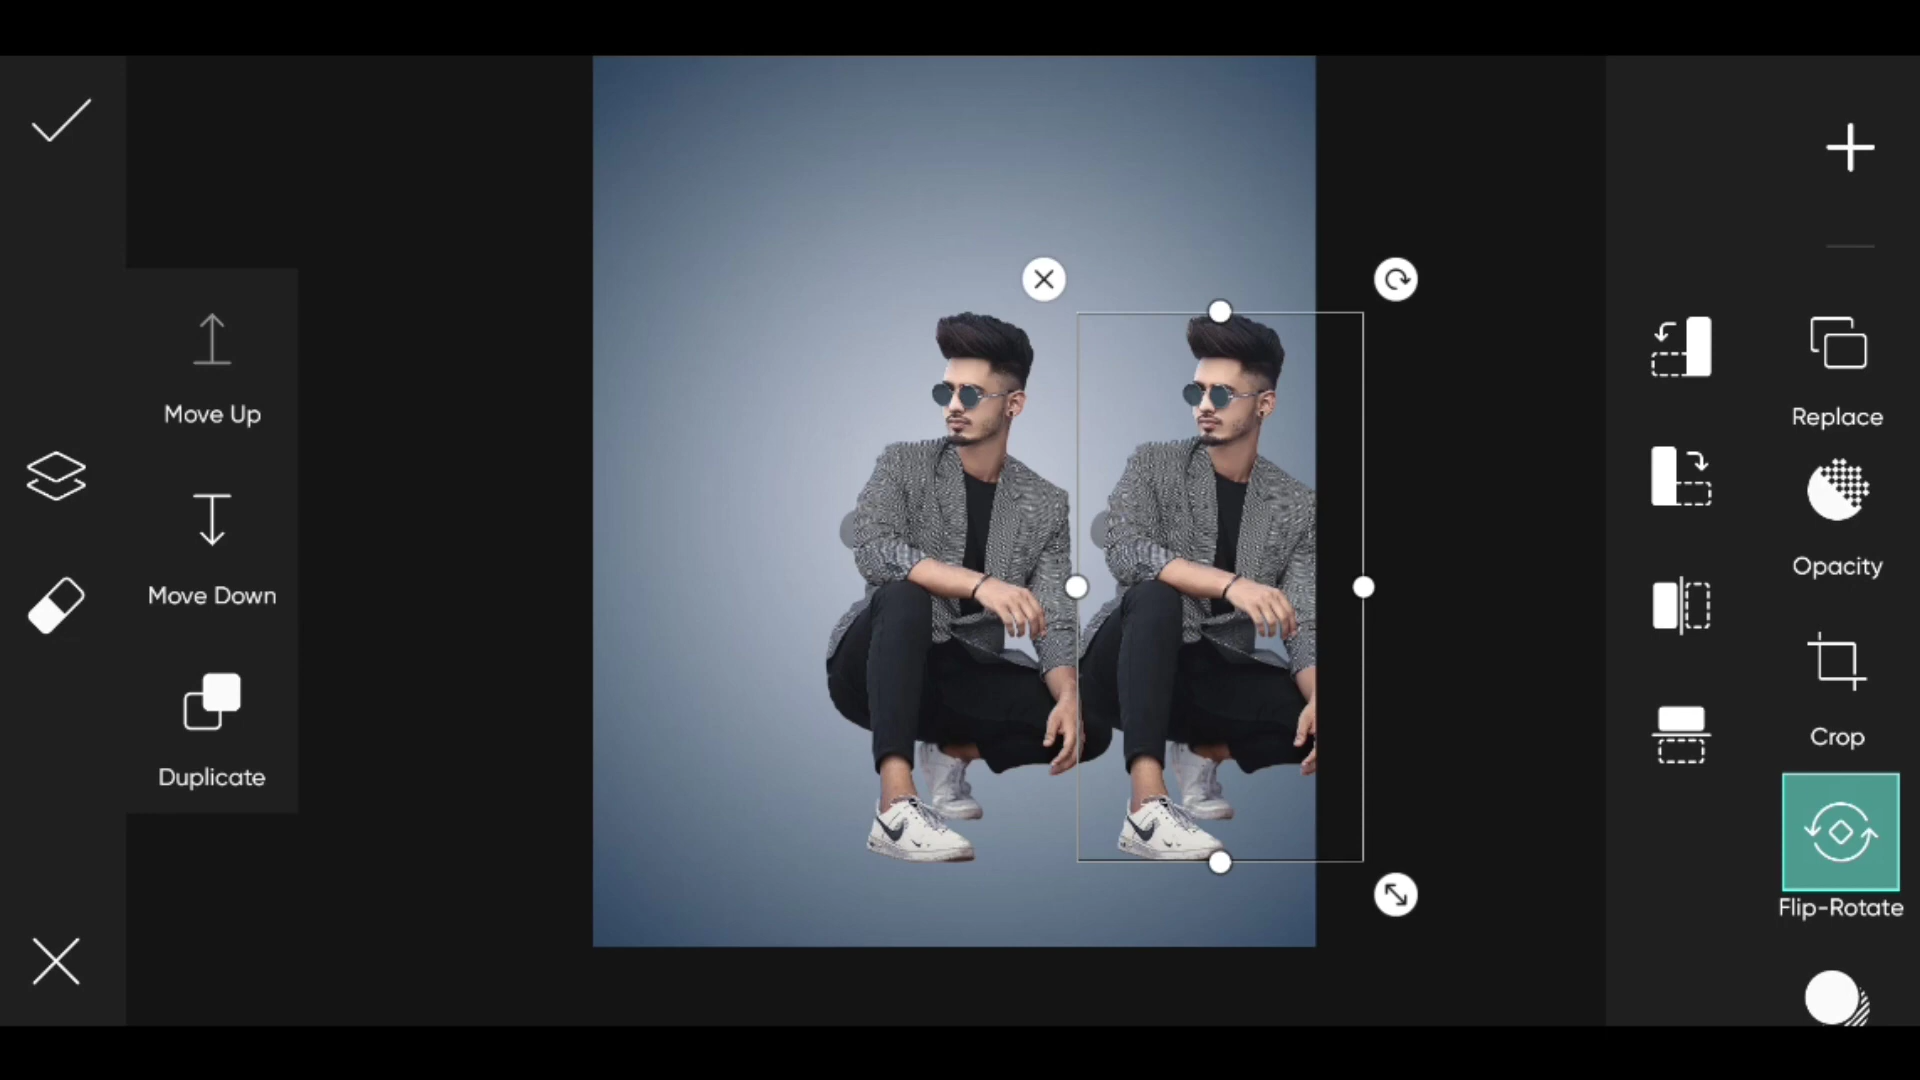 Move Up
Move Down
Duplicate
Replace
Opacity
Crop
Flip-Rotate